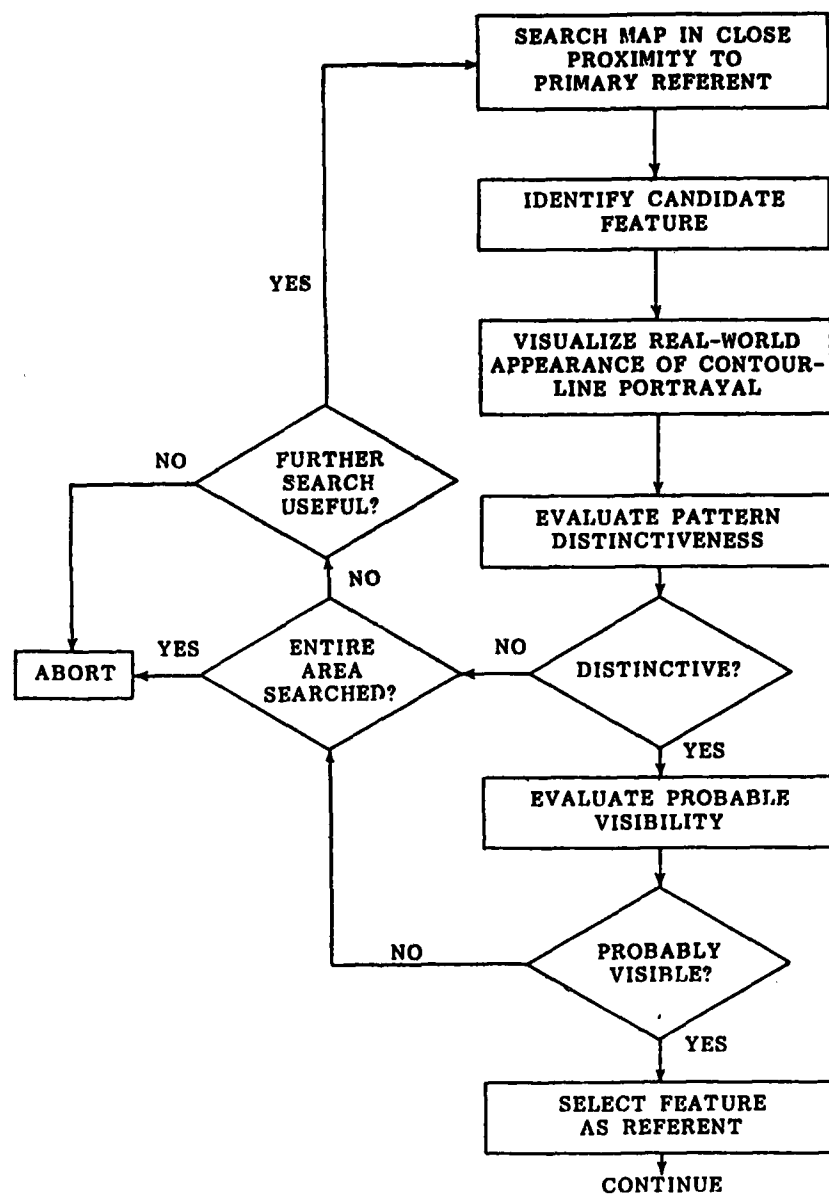 SEARCH MAP IN CLOSE
PROXIMITY TO
PRIMARY REFERENT
IDENTIFY CANDIDATE
FEATURE
YES
VISUALIZE REAL-WORLD
APPEARANCE OF CONTOUR-
LINE PORTRAYAL
NO
FURTHER
SEARCH
USEFUL?
EVALUATE PATTERN
DISTINCTIVENESS
NO
ABORT
YES
ENTIRE
AREA
SEARCHED?
NO
DISTINCTIVE?
YES
EVALUATE PROBABLE
VISIBILITY
NO
PROBABLY
VISIBLE?
YES
SELECT FEATURE
AS REFERENT
CONTINUE